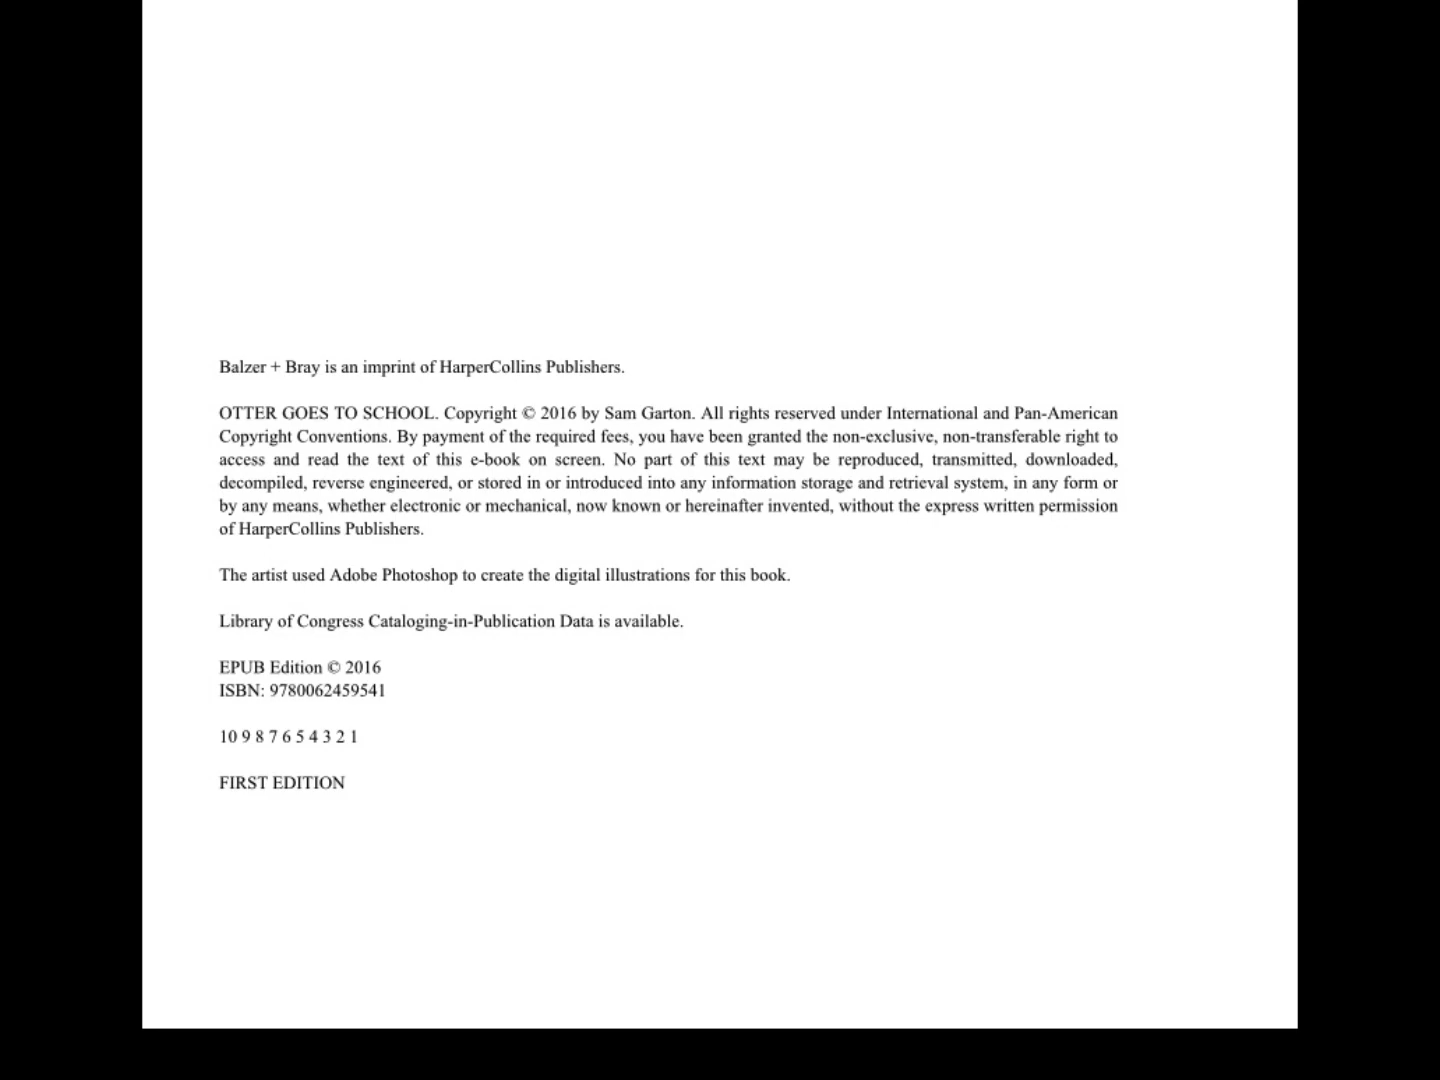 Balzer + Bray is an imprint of HarperCollins Publishers.
OTTER GOES TO SCHOOL. Copyright © 2016 by Sam Garton. All rights reserved under International and Pan-American
Copyright Conventions. By payment of the required fees, you have been granted the non-exclusive, non-transferable right to
access and read the text of this e-book on screen. No part of this text may be reproduced, transmitted, downloaded,
decompiled, reverse engineered, or stored in or introduced into any information storage and retrieval system, in any form or
by any means, whether electronic or mechanical, now known or hereinafter invented, without the express written permission
of HarperCollins Publishers.
The artist used Adobe Photoshop to create the digital illustrations for this book.
Library of Congress Cataloging-in-Publication Data is available.
EPUB Edition © 2016
ISBN: 9780062459541
10 9 8 7 6 5 4 3 2 1
FIRST EDITION